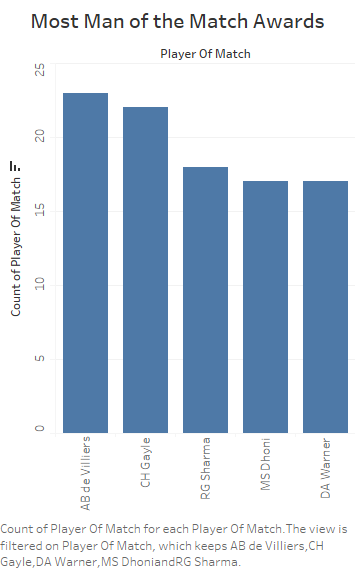 Most Man of the Match Awards
Player Of Match
Count of Player Of Match
25
20
15
10
5
0
AB de Villiers
CH Gayle
RG Sharma
MS Dhoni
DA Warner
Count of Player Of Match for each Player Of Match.The view is
filtered on Player Of Match, which keeps AB de Villiers,CH
Gayle,DA Warner,MS DhoniandRG Sharma.